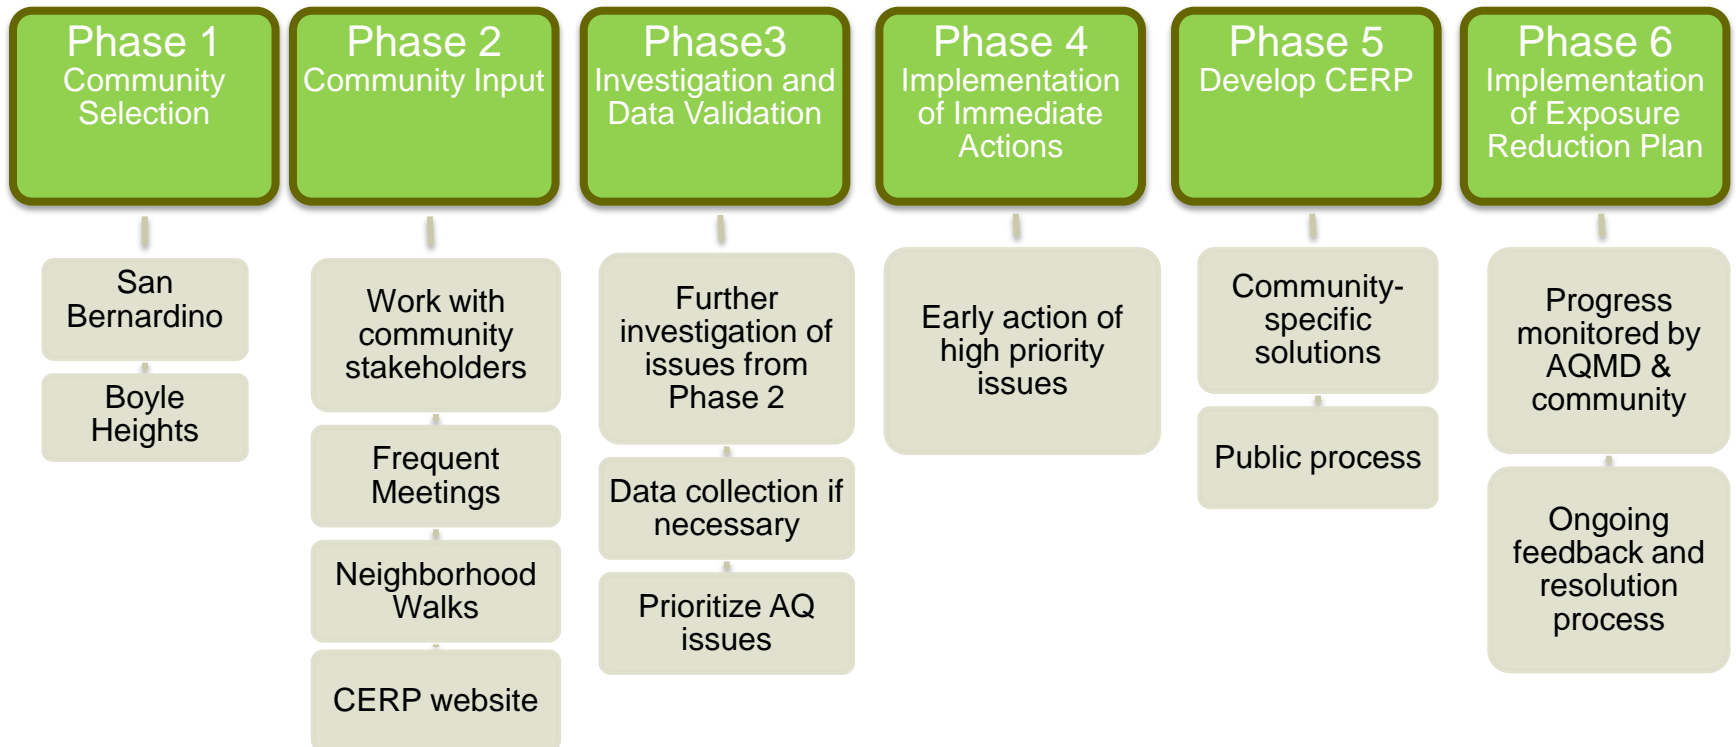 Phase 1
Community
Selection
San
Bernardino
Boyle
Heights
Phase 2
Community Input
Work with
community
stakeholders
Frequent
Meetings
Neighborhood
Walks
CERP website
Phase3
Investigation and
Data Validation
Further
investigation of
issues from
Phase 2
Data collection if
necessary
Prioritize AQ
issues
Phase 4
Implementation
of Immediate
Actions
Early action of
high priority
issues
Phase 5
Develop CERP
Community-
specific
solutions
Public process
Phase 6
Implementation
of Exposure
Reduction Plan
Progress
monitored by
AQMD &
community
Ongoing
feedback and
resolution
process